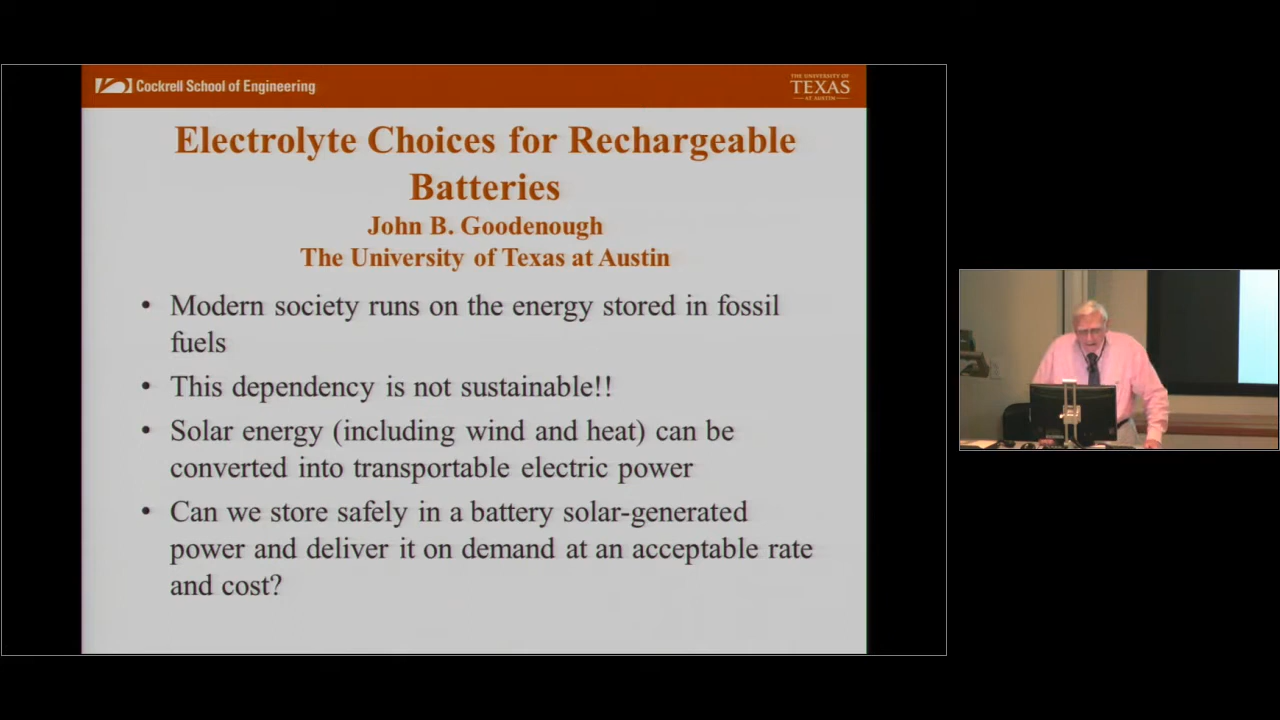 Cockrell School of Engineering
THE UNIVERSITY OF
TEXAS
AT AUSTIN
Electrolyte Choices for Rechargeable
Batteries
John B. Goodenough
The University of Texas at Austin
• Modern society runs on the energy stored in fossil
fuels
• This dependency is not sustainable!!
• Solar energy (including wind and heat) can be
converted into transportable electric power
• Can we store safely in a battery solar-generated
power and deliver it on demand at an acceptable rate
and cost?